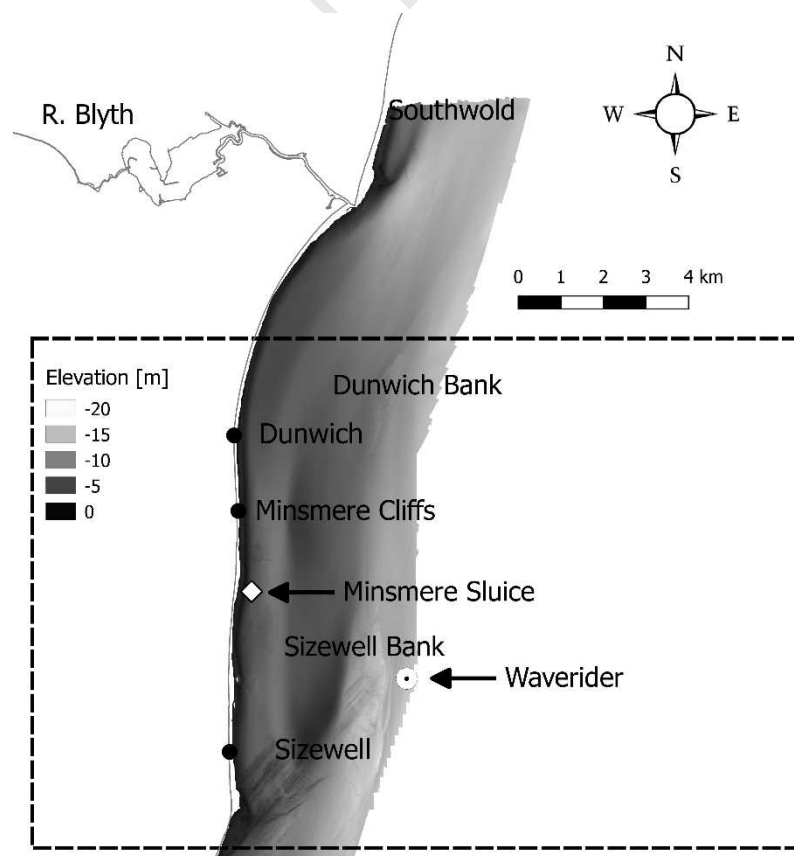 N
Southwold
R. Blyth
W E
S
0 1 2 3 4 km
Elevation [m]
-20
-15
-10
-5
0
Dunwich Bank
Dunwich
Minsmere Cliffs
Minsmere Sluice
Sizewell Bank
Waverider
Sizewell